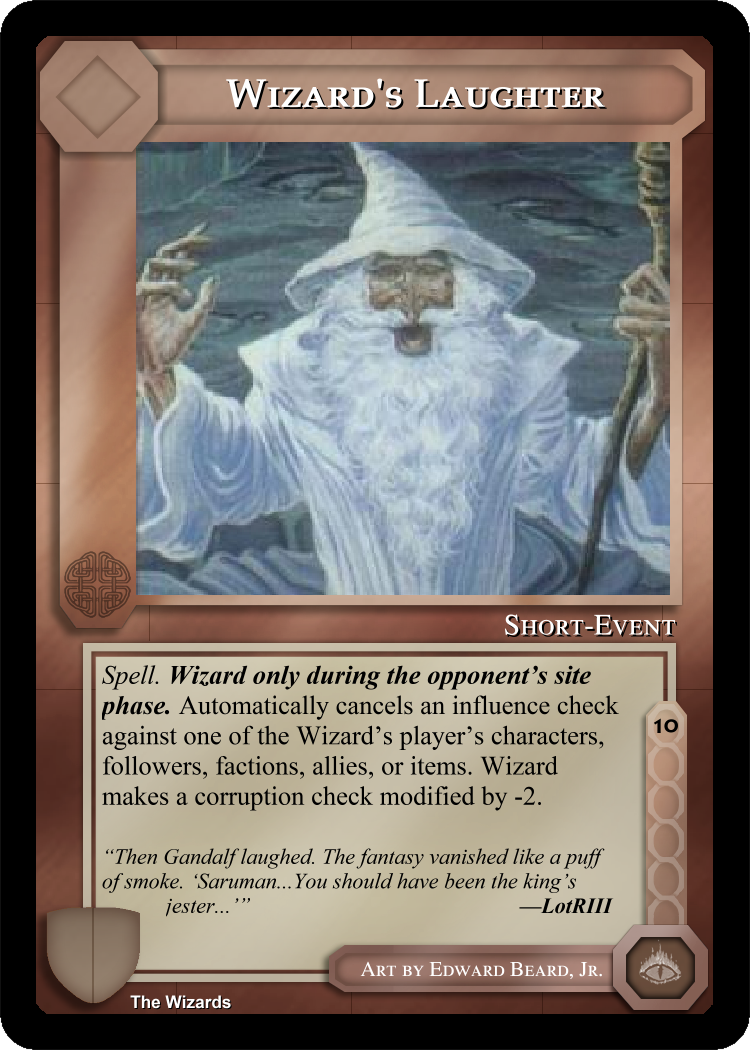 Wizard's Laughter
Short-Event
Spell. Wizard only during the opponent’s site
phase. Automatically cancels an influence check
against one of the Wizard’s player’s characters,
followers, factions, allies, or items. Wizard
makes a corruption check modified by -2.
10
“Then Gandalf laughed. The fantasy vanished like a puff
of smoke. ‘Saruman...You should have been the king’s
jester...’” —LotRIII
Art by Edward Beard, Jr.
The Wizards